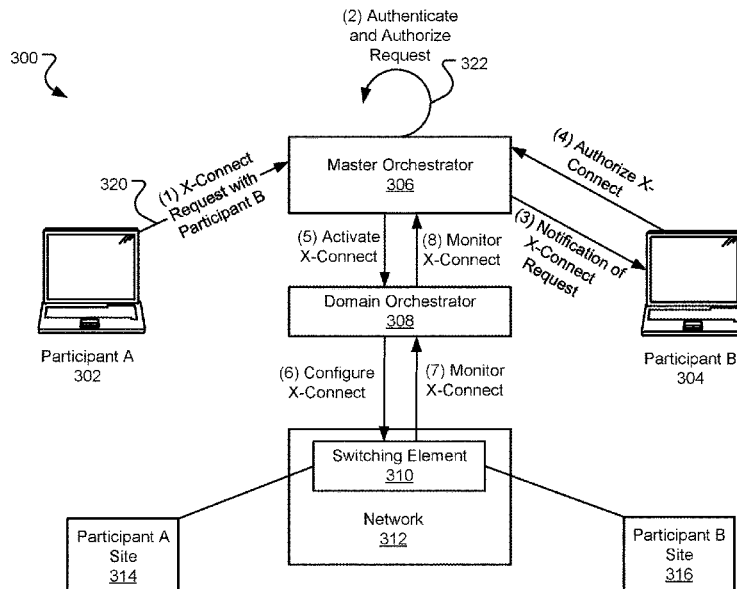 (2) Authenticate
and Authorize
Request
300
322
Master Orchestrator
306
(4) Authorize X-
Connect
320
(1) X-Connect
Request with
Participant B
(5) Activate
X-Connect
(8) Monitor
X-Connect
(3) Notification of
X-Connect
Request
Domain Orchestrator
308
Participant A
302
Participant B
304
(6) Configure
X-Connect
(7) Monitor
X-Connect
Switching Element
310
Network
312
Participant A
Site
314
Participant B
Site
316